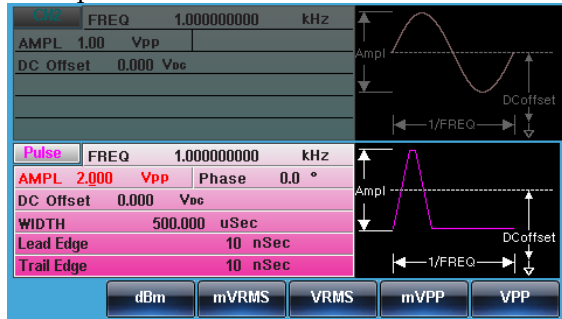 CH2 FREQ 1.000000000 kHz
AMPL 1.00 Vpp
DC Offset 0.000 VDC
Ampl
DCoffset
1/FREQ
Pulse FREQ 1.000000000 kHz
AMPL 2.000 Vpp Phase 0.0 °
DC Offset 0.000 VDC
WIDTH 500.000 uSec
Lead Edge 10 nSec
Trail Edge 10 nSec
Ampl
DCoffset
1/FREQ
dBm mVRMS VRMS mVPP VPP